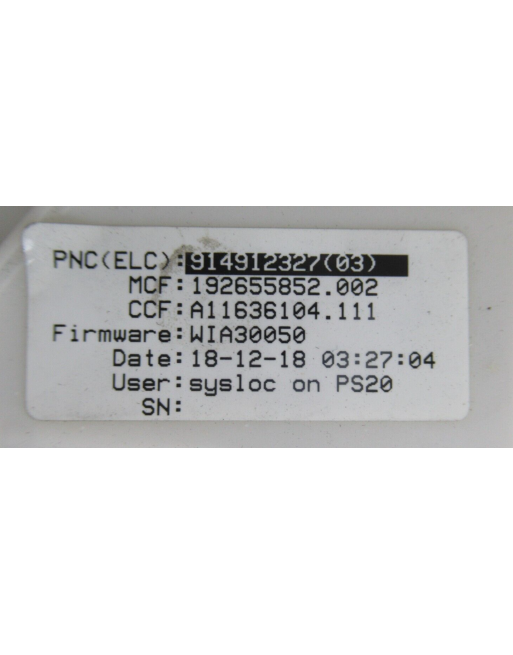 PNC(ELC):914912327(03)
MCF:192655852.002
CCF:A11636104.111
Firmware:WIA30050
Date:18-12-18 03:27:04
User:sysloc on PS20
SN: